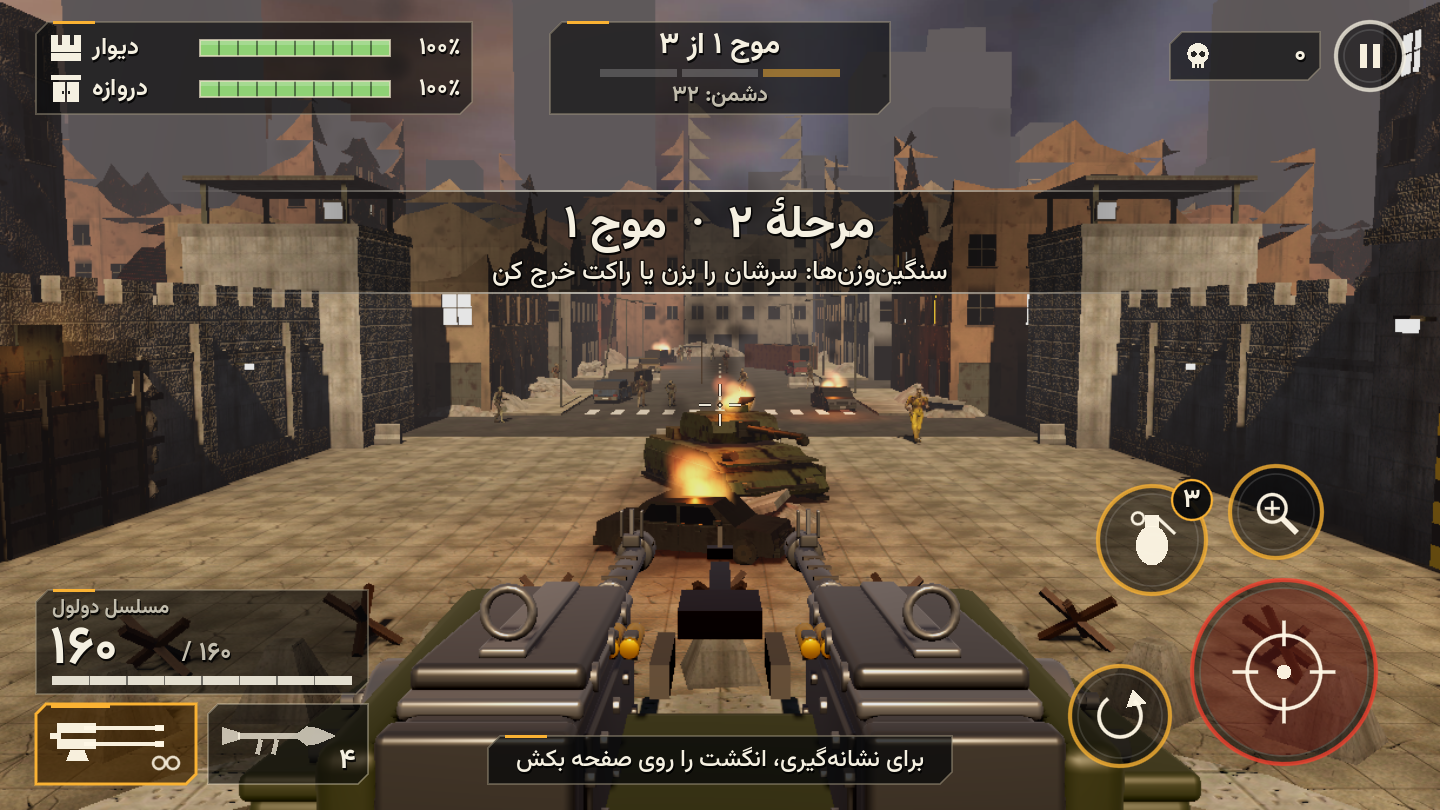 دیوار ۱۰۰٪
دروازه ۱۰۰٪
موج ۱ از ۳
دشمن: ۳۲
۰
مرحلهٔ ۲ · موج ۱
سنگین‌وزن‌ها: سرشان را بزن یا راکت خرج کن
۳
مسلسل دولول
۱۶۰ / ۱۶۰
∞
۴
برای نشانه‌گیری، انگشت را روی صفحه بکش